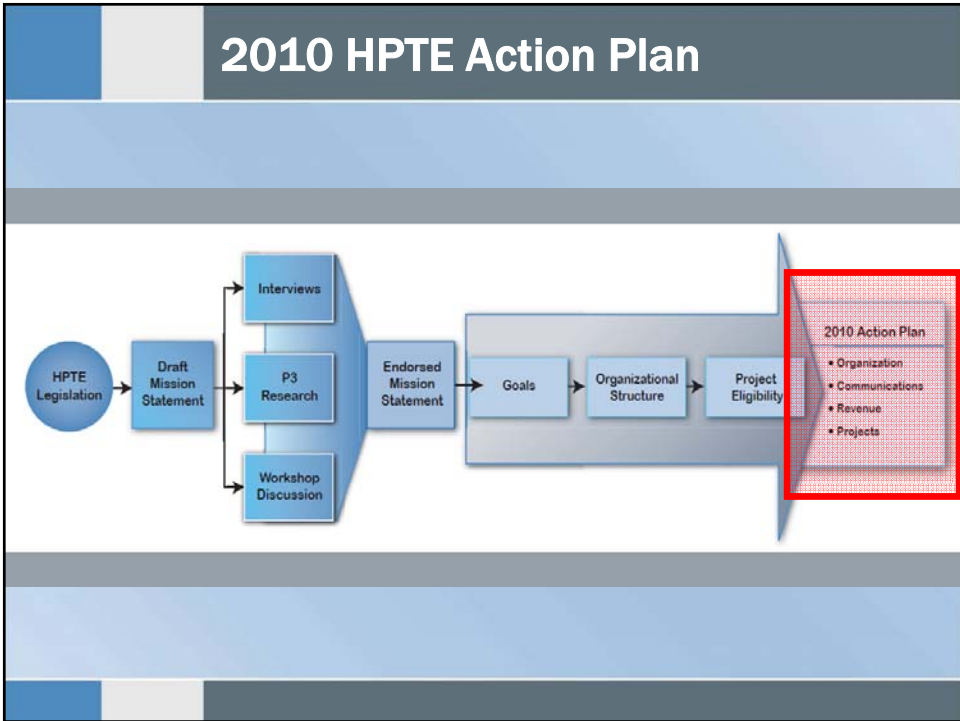 2010 HPTE Action Plan
HPTE
Legislation
Draft
Mission
Statement
Interviews
P3
Research
Workshop
Discussion
Endorsed
Mission
Statement
Goals
Organizational
Structure
Project
Eligibility
2010 Action Plan
• Organization
• Communications
• Revenue
• Projects